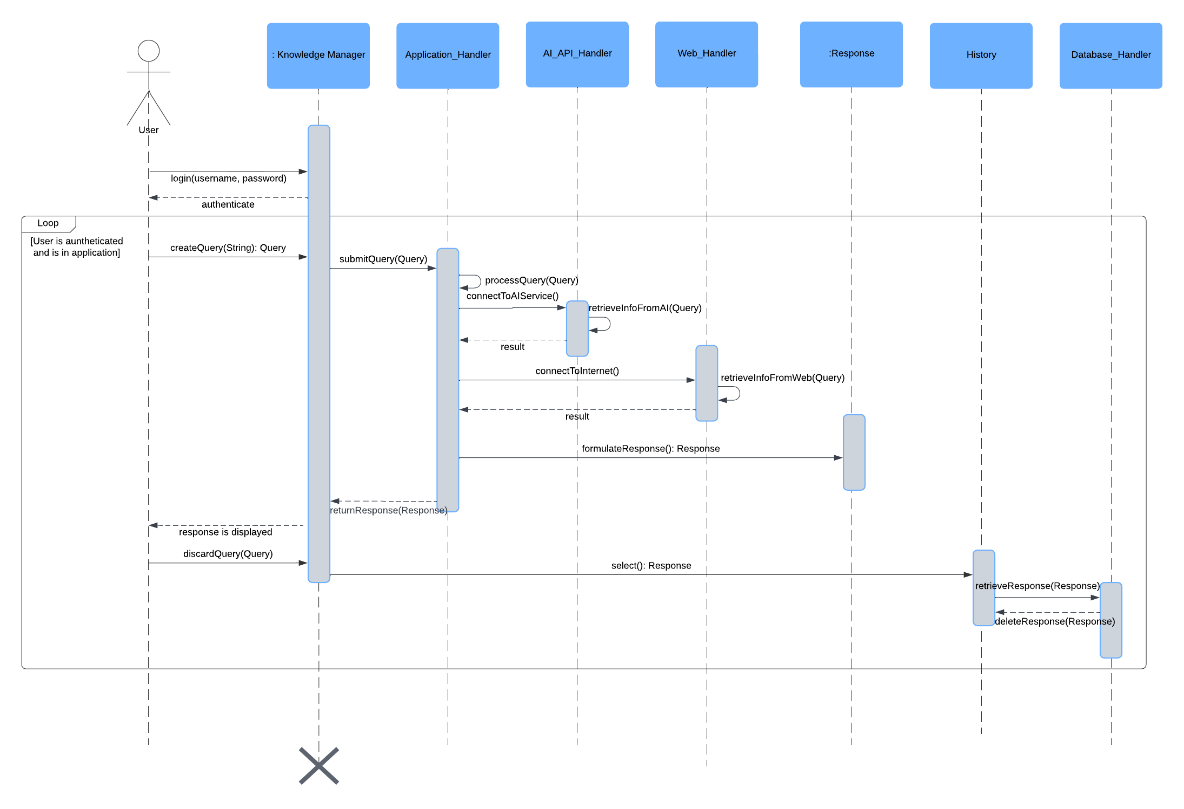 : Knowledge Manager
Application_Handler
AI_API_Handler
Web_Handler
:Response
History
Database_Handler
User
login(username, password)
authenticate
Loop
[User is auntheticated
and is in application]
createQuery(String): Query
submitQuery(Query)
processQuery(Query)
connectToAIService()
retrieveInfoFromAI(Query)
result
connectToInternet()
retrieveInfoFromWeb(Query)
result
formulateResponse(): Response
returnResponse(Response)
response is displayed
discardQuery(Query)
select(): Response
retrieveResponse(Response)
deleteResponse(Response)